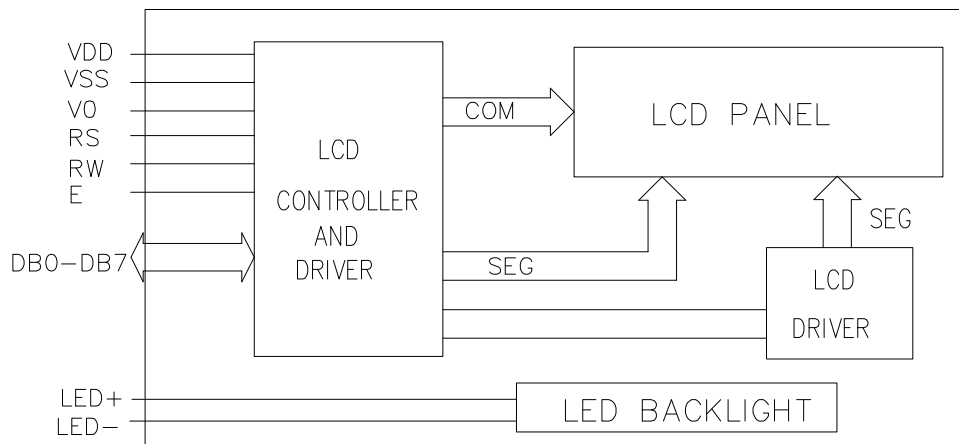 VDD
VSS
V0
RS
RW
E
DB0-DB7
LED+
LED-
LCD
CONTROLLER
AND
DRIVER
COM
SEG
LCD PANEL
SEG
LCD
DRIVER
LED BACKLIGHT